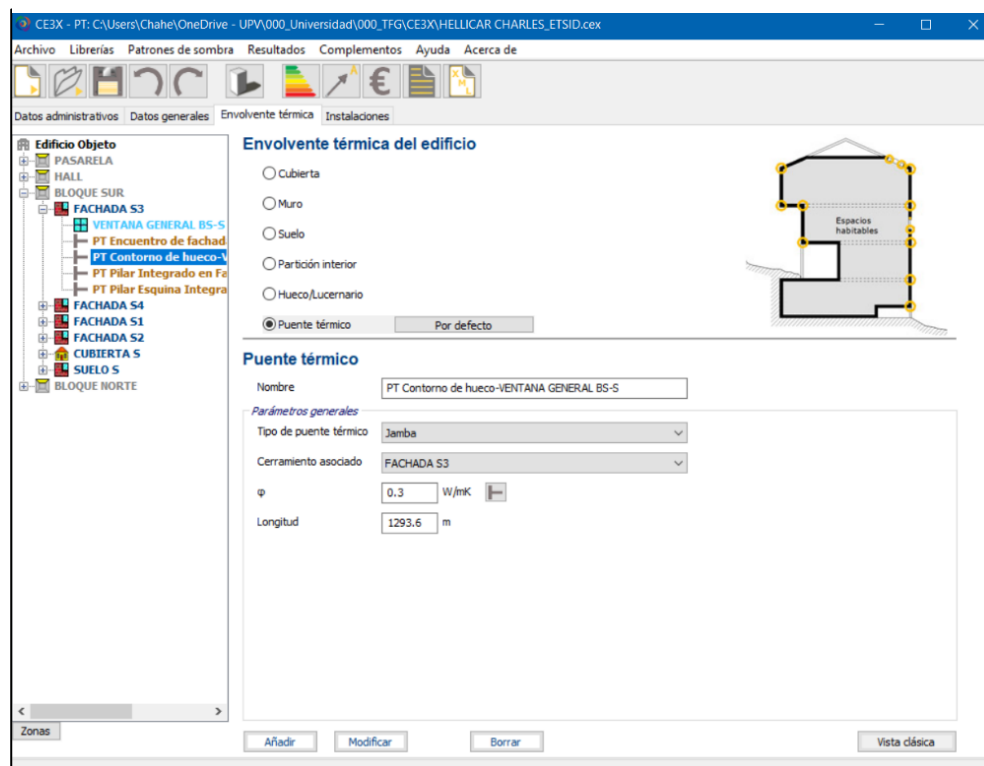 CE3X - PT: C:\Users\Chahe\OneDrive - UPV\000_Universidad\000_TFG\CE3X\HELLICAR CHARLES_ETSID.cex
Archivo Librerías Patrones de sombra Resultados Complementos Ayuda Acerca de
A € X M L
Datos administrativos Datos generales Envolvente térmica Instalaciones
Edificio Objeto
PASARELA
HALL
BLOQUE SUR
FACHADA S3
VENTANA GENERAL BS-S
PT Encuentro de fachad
PT Contorno de hueco-V
PT Pilar Integrado en Fa
PT Pilar Esquina Integra
FACHADA S4
FACHADA S1
FACHADA S2
CUBIERTA S
SUELO S
BLOQUE NORTE
Zonas
Envolvente térmica del edificio
Cubierta
Muro
Suelo
Partición interior
Hueco/Lucernario
Puente térmico Por defecto
Espacios
habitables
Puente térmico
Nombre PT Contorno de hueco-VENTANA GENERAL BS-S
Parámetros generales
Tipo de puente térmico Jamba
Cerramiento asociado FACHADA S3
φ 0.3 W/mK
Longitud 1293.6 m
Añadir Modificar Borrar Vista clásica